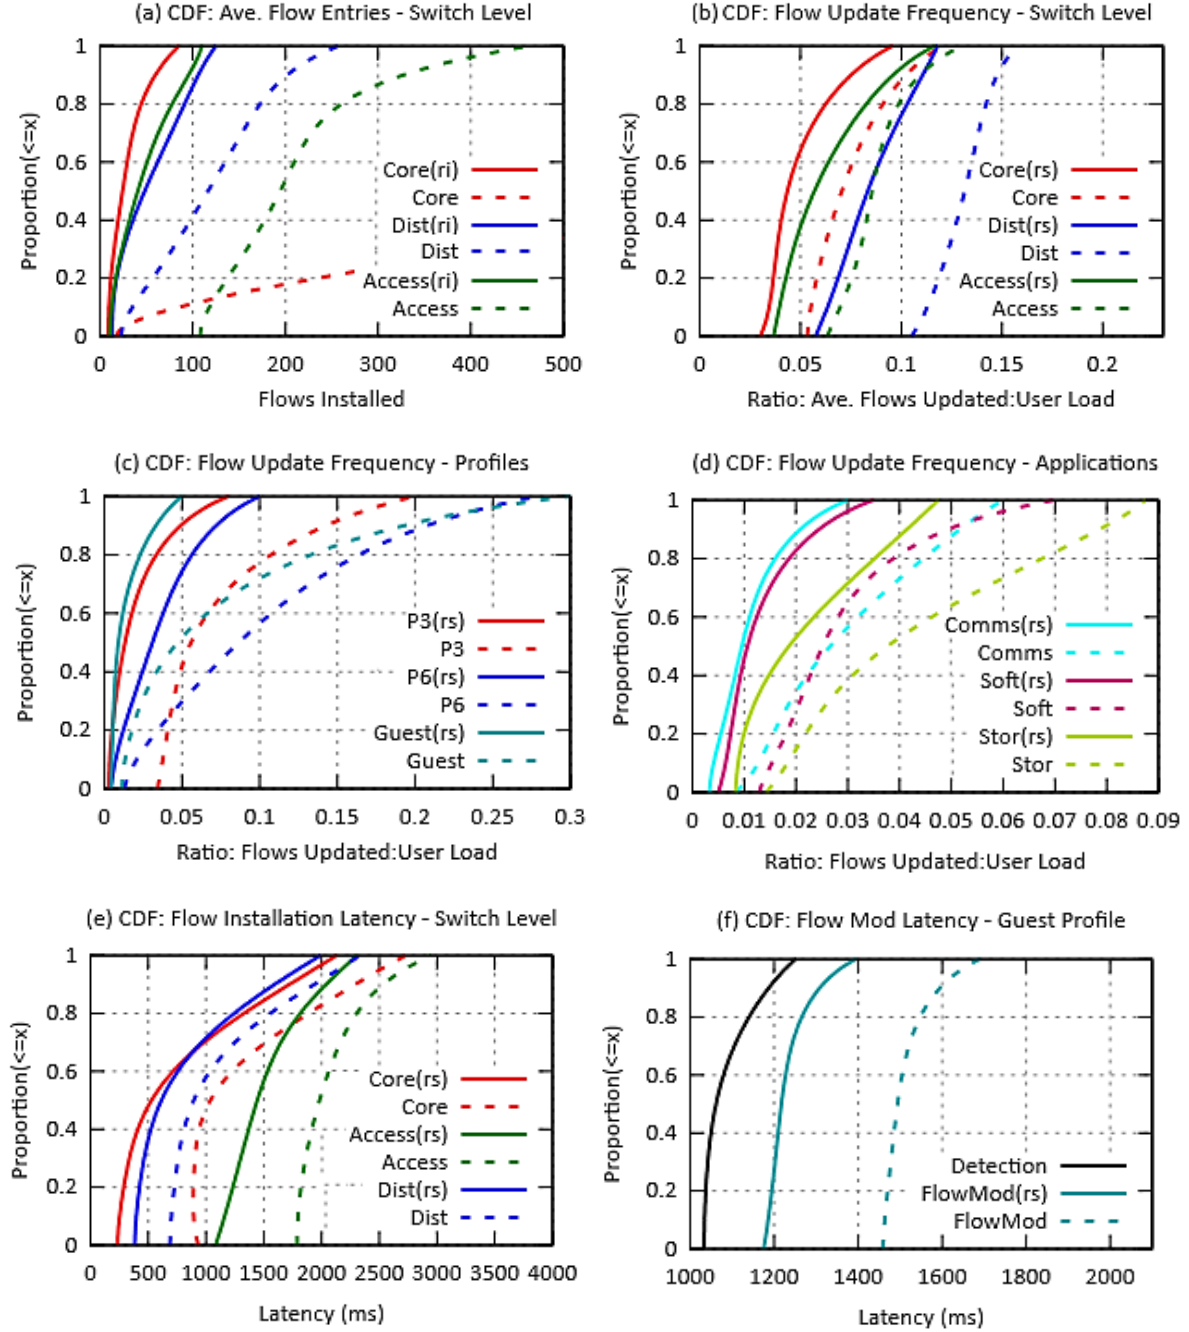 (a) CDF: Ave. Flow Entries - Switch Level
Proportion(<=x)
1
0.8
0.6
0.4
0.2
0
Core(ri)
Core
Dist(ri)
Dist
Access(ri)
Access
0 100 200 300 400 500
Flows Installed
(b) CDF: Flow Update Frequency - Switch Level
Proportion(<=x)
1
0.8
0.6
0.4
0.2
0
Core(rs)
Core
Dist(rs)
Dist
Access(rs)
Access
0 0.05 0.1 0.15 0.2
Ratio: Ave. Flows Updated:User Load
(c) CDF: Flow Update Frequency - Profiles
Proportion(<=x)
1
0.8
0.6
0.4
0.2
0
P3(rs)
P3
P6(rs)
P6
Guest(rs)
Guest
0 0.05 0.1 0.15 0.2 0.25 0.3
Ratio: Flows Updated:User Load
(d) CDF: Flow Update Frequency - Applications
Proportion(<=x)
1
0.8
0.6
0.4
0.2
0
Comms(rs)
Comms
Soft(rs)
Soft
Stor(rs)
Stor
0 0.01 0.02 0.03 0.04 0.05 0.06 0.07 0.08 0.09
Ratio: Flows Updated:User Load
(e) CDF: Flow Installation Latency - Switch Level
Proportion(<=x)
1
0.8
0.6
0.4
0.2
0
Core(rs)
Core
Access(rs)
Access
Dist(rs)
Dist
0 500 1000 1500 2000 2500 3000 3500 4000
Latency (ms)
(f) CDF: Flow Mod Latency - Guest Profile
Proportion(<=x)
1
0.8
0.6
0.4
0.2
0
Detection
FlowMod(rs)
FlowMod
1000 1200 1400 1600 1800 2000
Latency (ms)